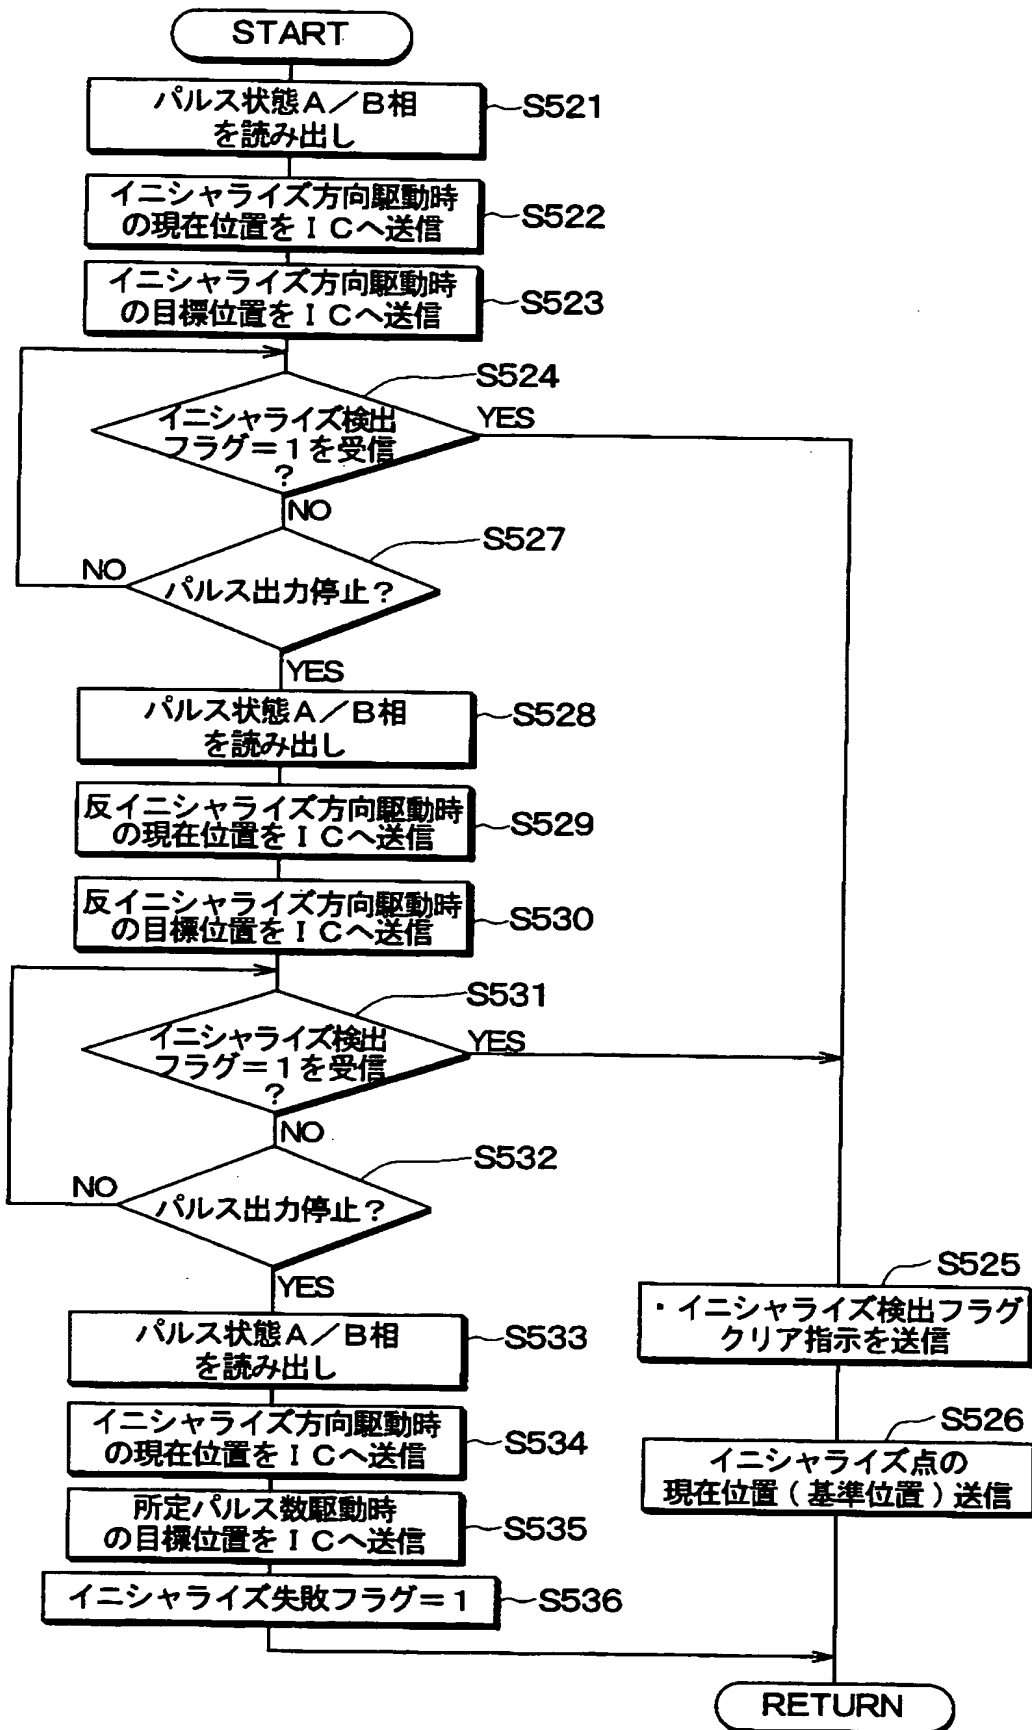 START
パルス状態A/B相
を読み出し
S521
イニシャライズ方向駆動時
の現在位置をICへ送信
S522
イニシャライズ方向駆動時
の目標位置をICへ送信
S523
S524
イニシャライズ検出
フラグ=1を受信
?
YES
NO
S527
パルス出力停止?
NO
YES
パルス状態A/B相
を読み出し
S528
反イニシャライズ方向駆動時
の現在位置をICへ送信
S529
反イニシャライズ方向駆動時
の目標位置をICへ送信
S530
S531
イニシャライズ検出
フラグ=1を受信
?
YES
NO
S532
パルス出力停止?
NO
YES
パルス状態A/B相
を読み出し
S533
イニシャライズ方向駆動時
の現在位置をICへ送信
S534
所定パルス数駆動時
の目標位置をICへ送信
S535
イニシャライズ失敗フラグ=1
S536
S525
・イニシャライズ検出フラグ
クリア指示を送信
S526
イニシャライズ点の
現在位置(基準位置)送信
RETURN